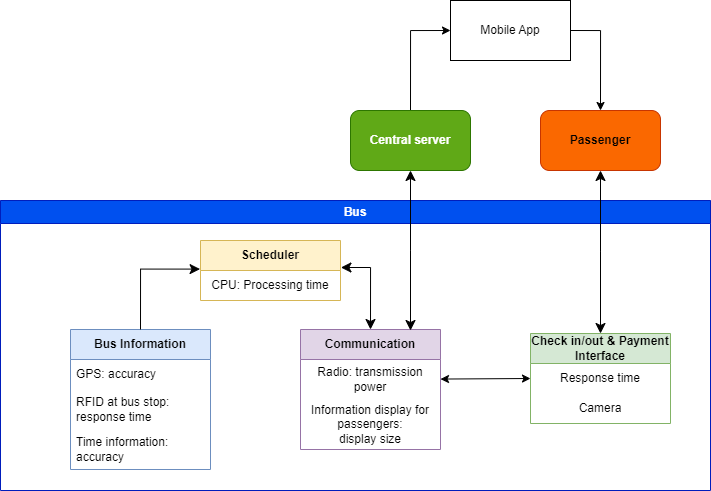 Mobile App
Central server
Passenger
Bus
Scheduler
CPU: Processing time
Bus Information
GPS: accuracy
RFID at bus stop:
response time
Time information:
accuracy
Communication
Radio: transmission
power
Information display for
passengers:
display size
Check in/out & Payment
Interface
Response time
Camera